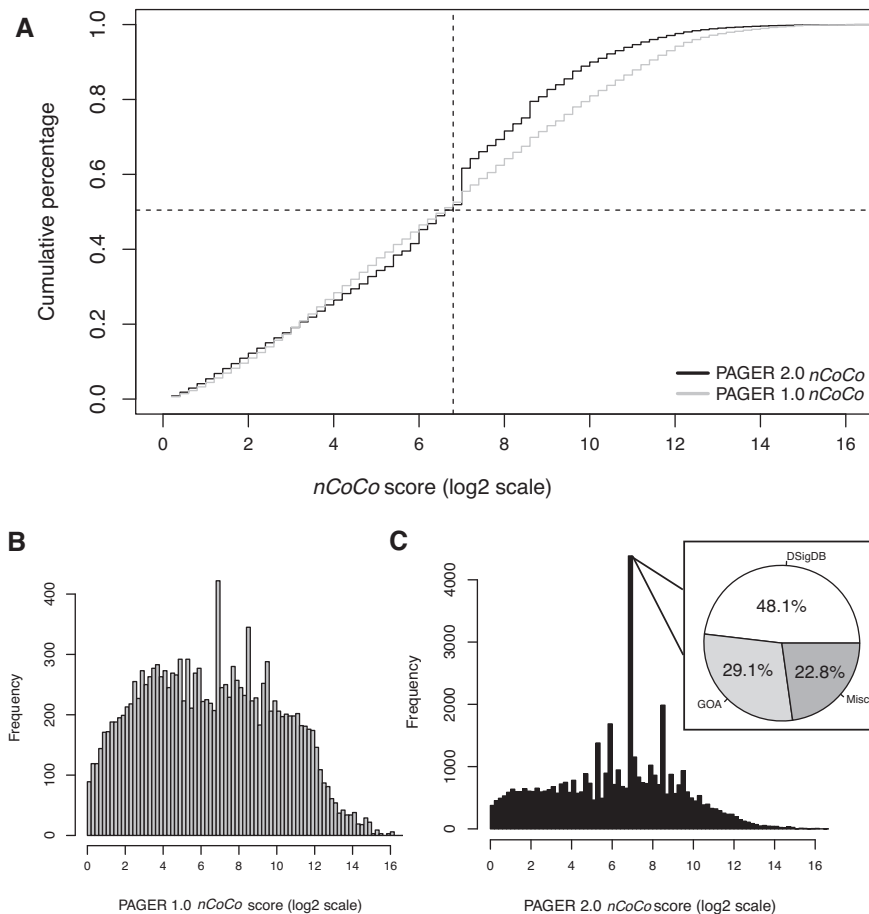 A
1.0
0.8
0.6
0.4
0.2
0.0
Cumulative percentage
PAGER 2.0 nCoCo
PAGER 1.0 nCoCo
0 2 4 6 8 10 12 14 16
nCoCo score (log2 scale)
B
400
300
200
100
0
Frequency
0 2 4 6 8 10 12 14 16
PAGER 1.0 nCoCo score (log2 scale)
C
4000
3000
2000
1000
0
Frequency
DSigDB
48.1%
29.1%
22.8%
GOA
Misc
0 2 4 6 8 10 12 14 16
PAGER 2.0 nCoCo score (log2 scale)